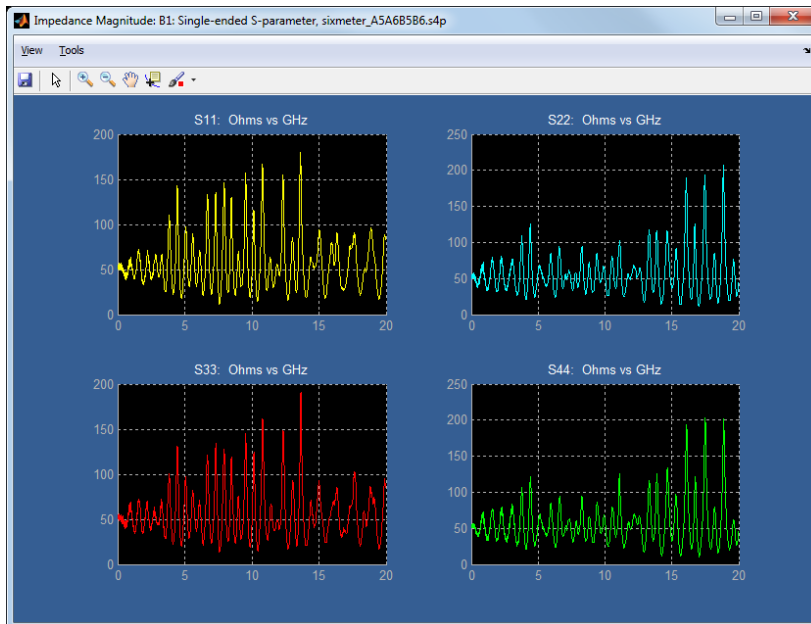 Impedance Magnitude: B1: Single-ended S-parameter, sixmeter_A5A6B5B6.s4p
View Tools
S11: Ohms vs GHz
200
150
100
50
0
0 5 10 15 20
S22: Ohms vs GHz
250
200
150
100
50
0
0 5 10 15 20
S33: Ohms vs GHz
200
150
100
50
0
0 5 10 15 20
S44: Ohms vs GHz
250
200
150
100
50
0
0 5 10 15 20